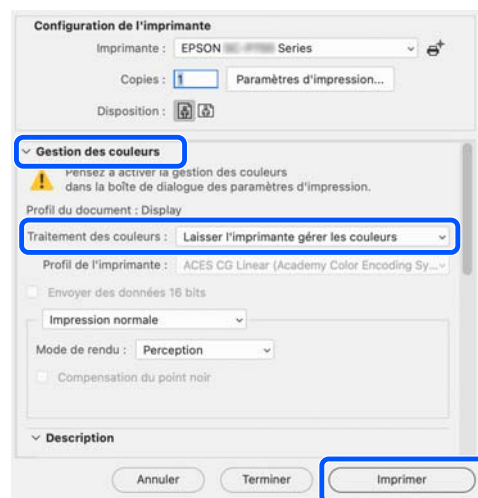 Configuration de l'imprimante
Imprimante : EPSON Series
Copies : 1 Paramètres d'impression...
Disposition :
Gestion des couleurs
Pensez à activer la gestion des couleurs
dans la boîte de dialogue des paramètres d'impression.
Profil du document : Display
Traitement des couleurs : Laisser l'imprimante gérer les couleurs
Profil de l'imprimante : ACES CG Linear (Academy Color Encoding Sy...
Envoyer des données 16 bits
Impression normale
Mode de rendu : Perception
Compensation du point noir
Description
Annuler Terminer Imprimer